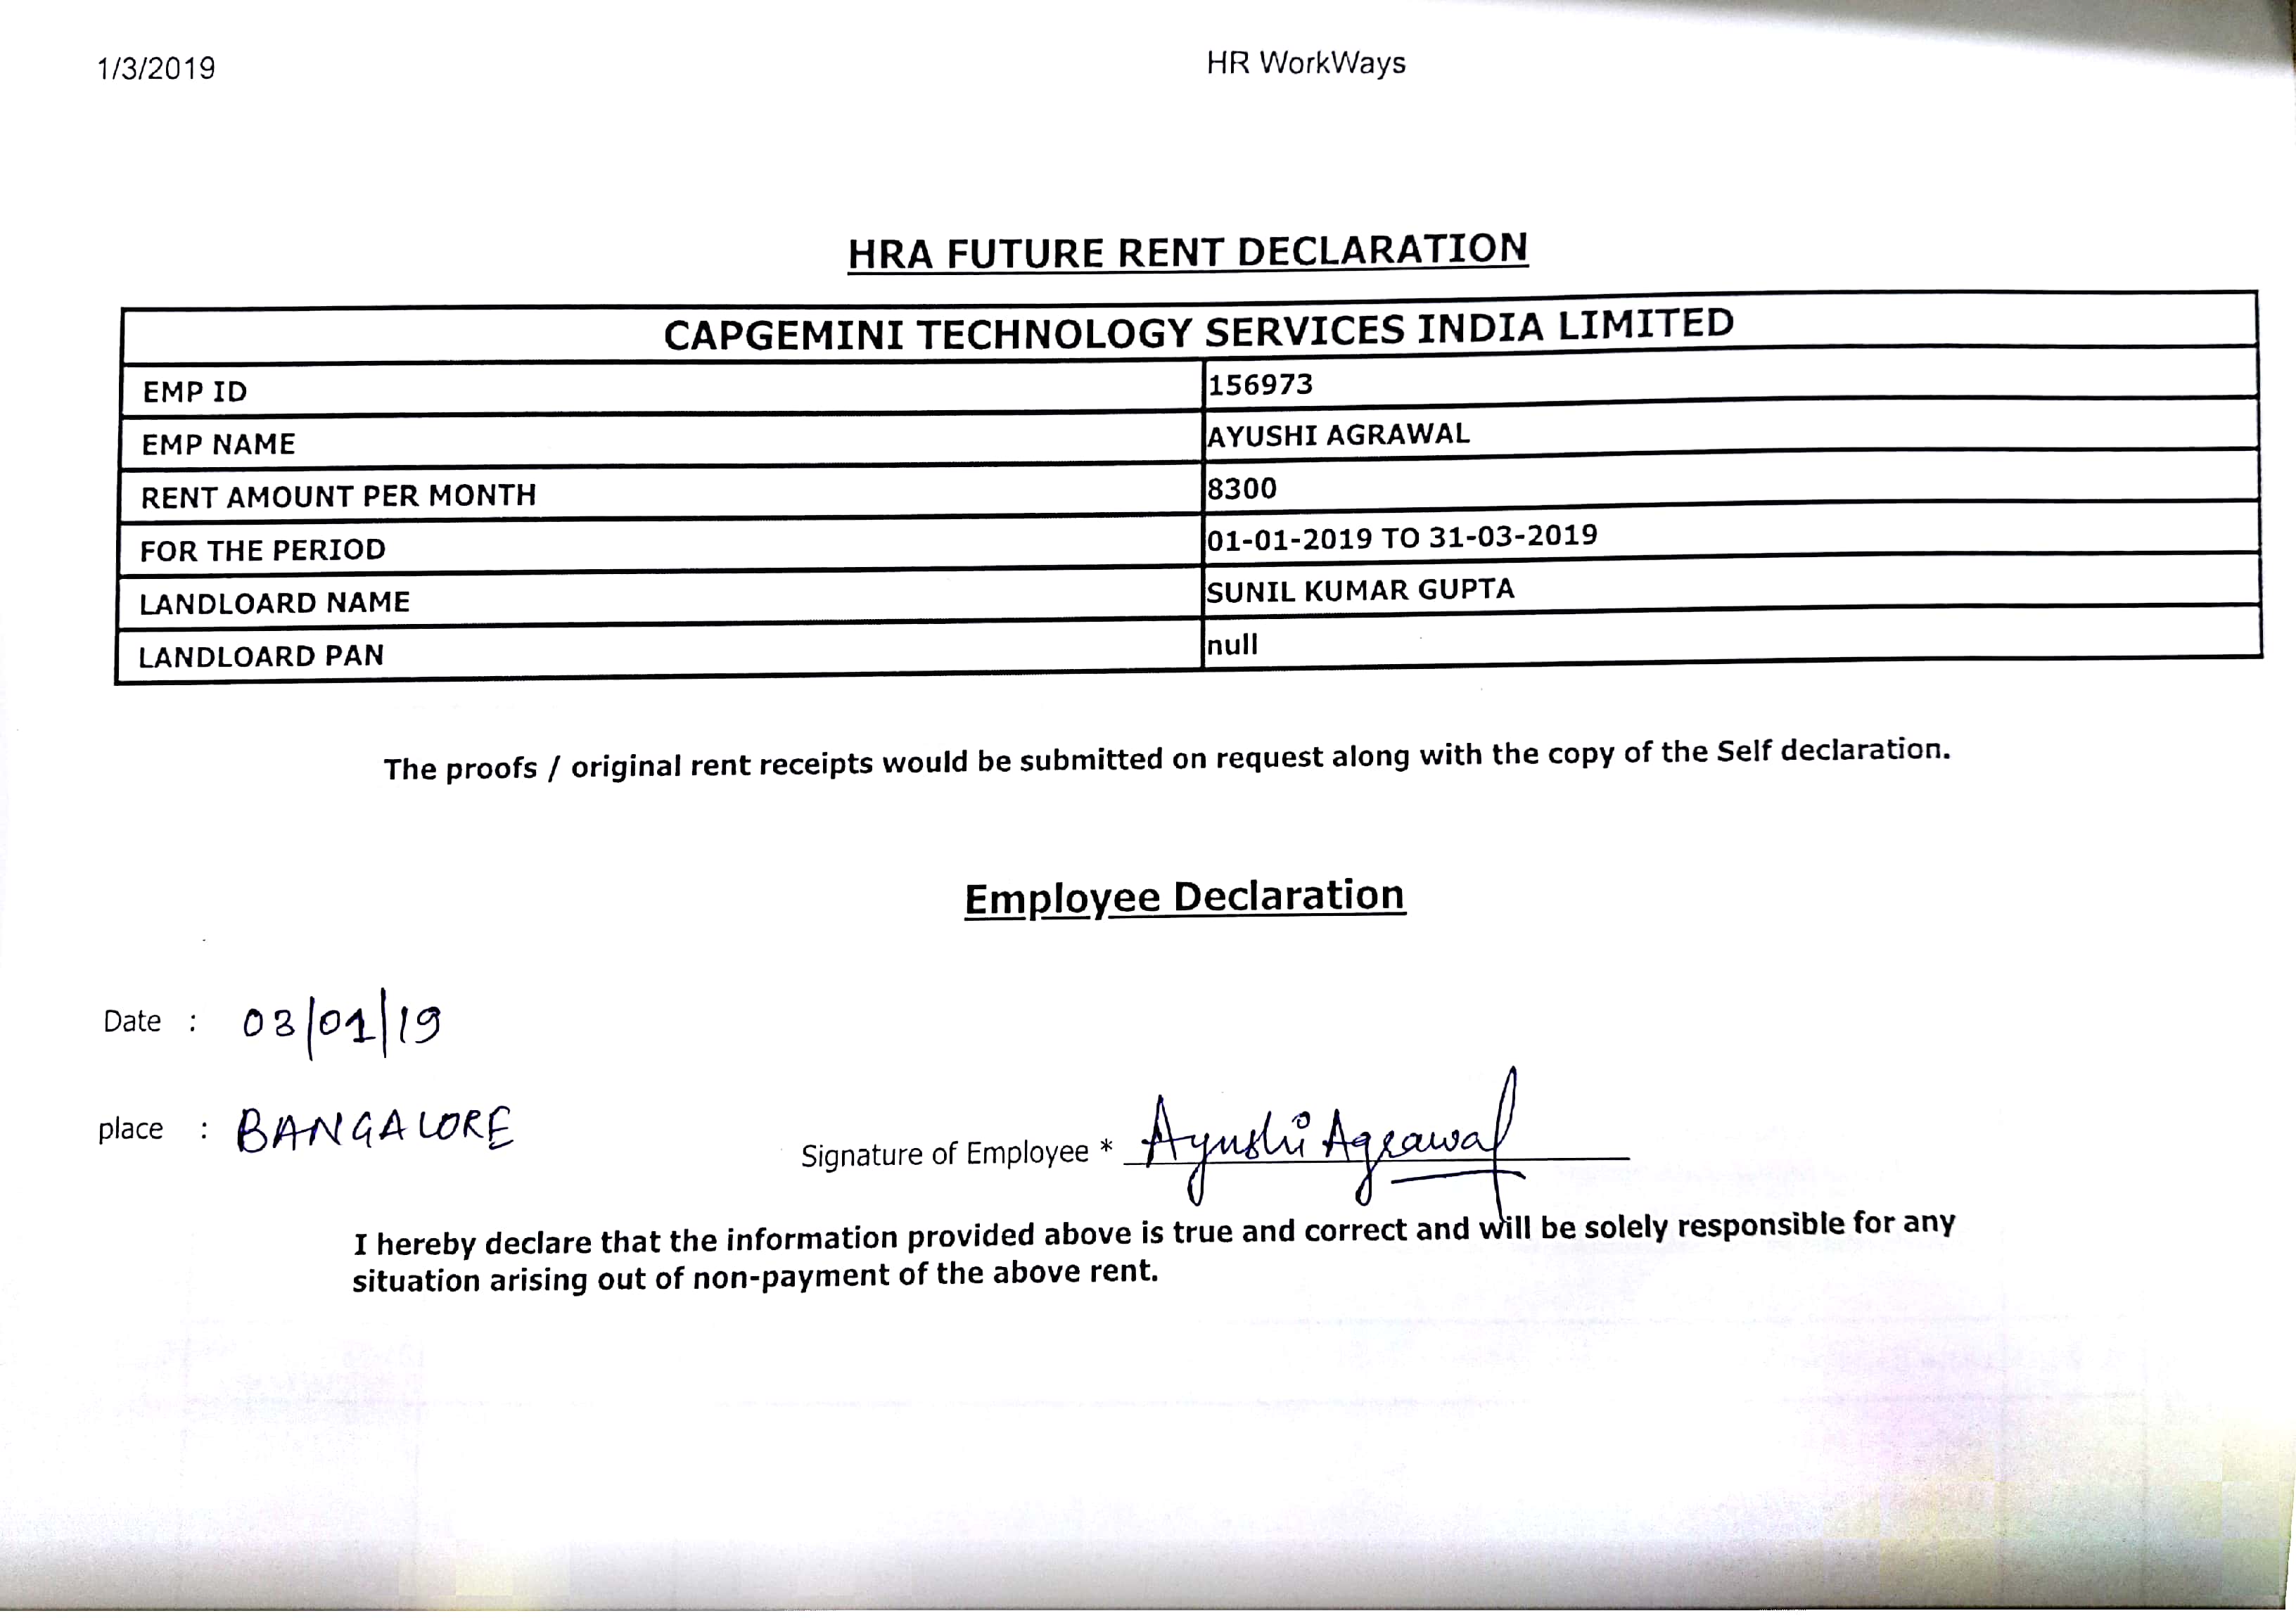 1/3/2019 HR WorkWays
HRA FUTURE RENT DECLARATION
CAPGEMINI TECHNOLOGY SERVICES INDIA LIMITED
EMP ID 156973
EMP NAME AYUSHI AGRAWAL
RENT AMOUNT PER MONTH 8300
FOR THE PERIOD 01-01-2019 TO 31-03-2019
LANDLOARD NAME SUNIL KUMAR GUPTA
LANDLOARD PAN null
The proofs / original rent receipts would be submitted on request along with the copy of the Self declaration.
Employee Declaration
Date : 03/01/19
place : BANGALORE
Signature of Employee * Ayushi Agrawal
I hereby declare that the information provided above is true and correct and will be solely responsible for any
situation arising out of non-payment of the above rent.